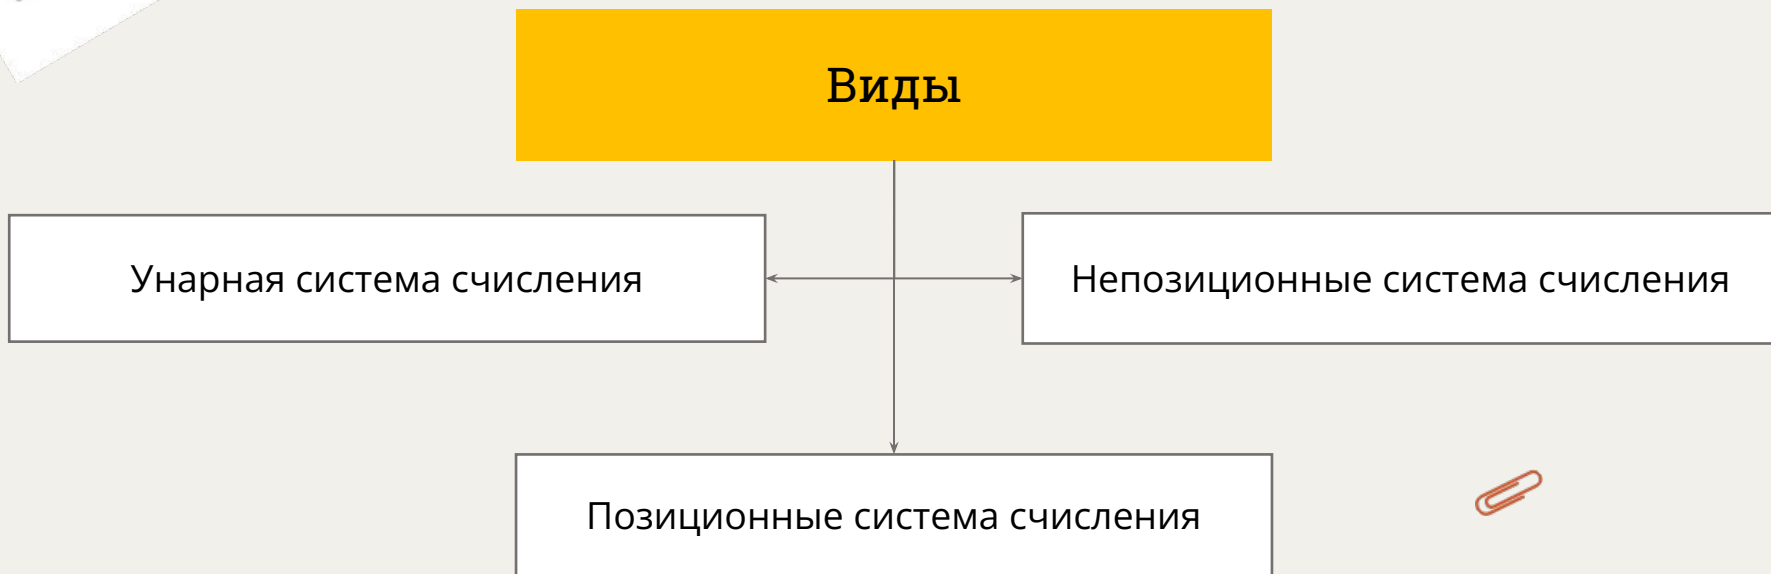 Виды
Унарная система счисления
Непозиционные система счисления
Позиционные система счисления